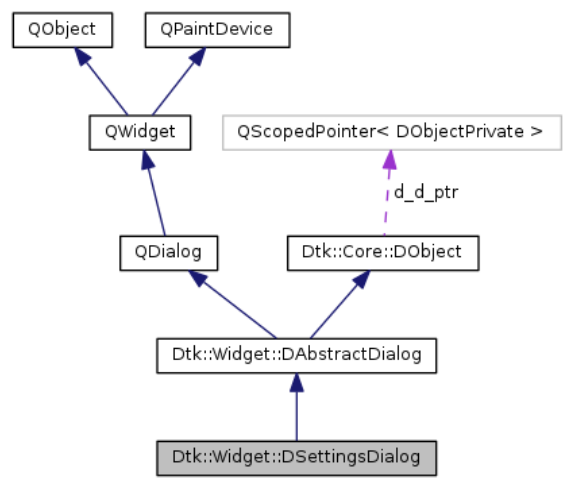 QObject
QPaintDevice
QWidget
QScopedPointer< DObjectPrivate >
d_d_ptr
QDialog
Dtk::Core::DObject
Dtk::Widget::DAbstractDialog
Dtk::Widget::DSettingsDialog